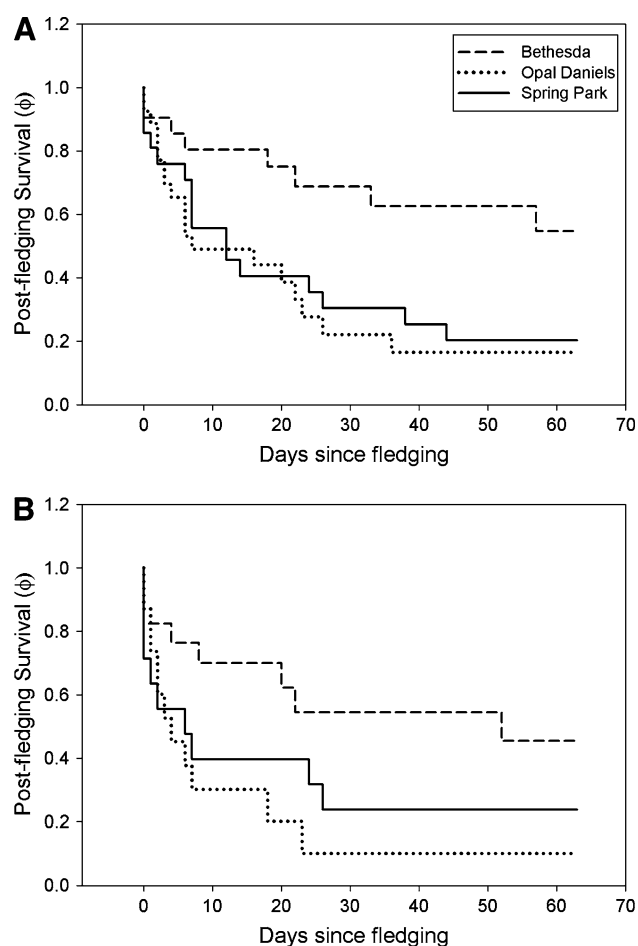 A
1.2
1.0
0.8
0.6
0.4
0.2
0.0
Post-fledging Survival (ϕ)
Bethesda
Opal Daniels
Spring Park
0 10 20 30 40 50 60 70
Days since fledging
B
1.2
1.0
0.8
0.6
0.4
0.2
0.0
Post-fledging Survival (ϕ)
0 10 20 30 40 50 60 70
Days since fledging